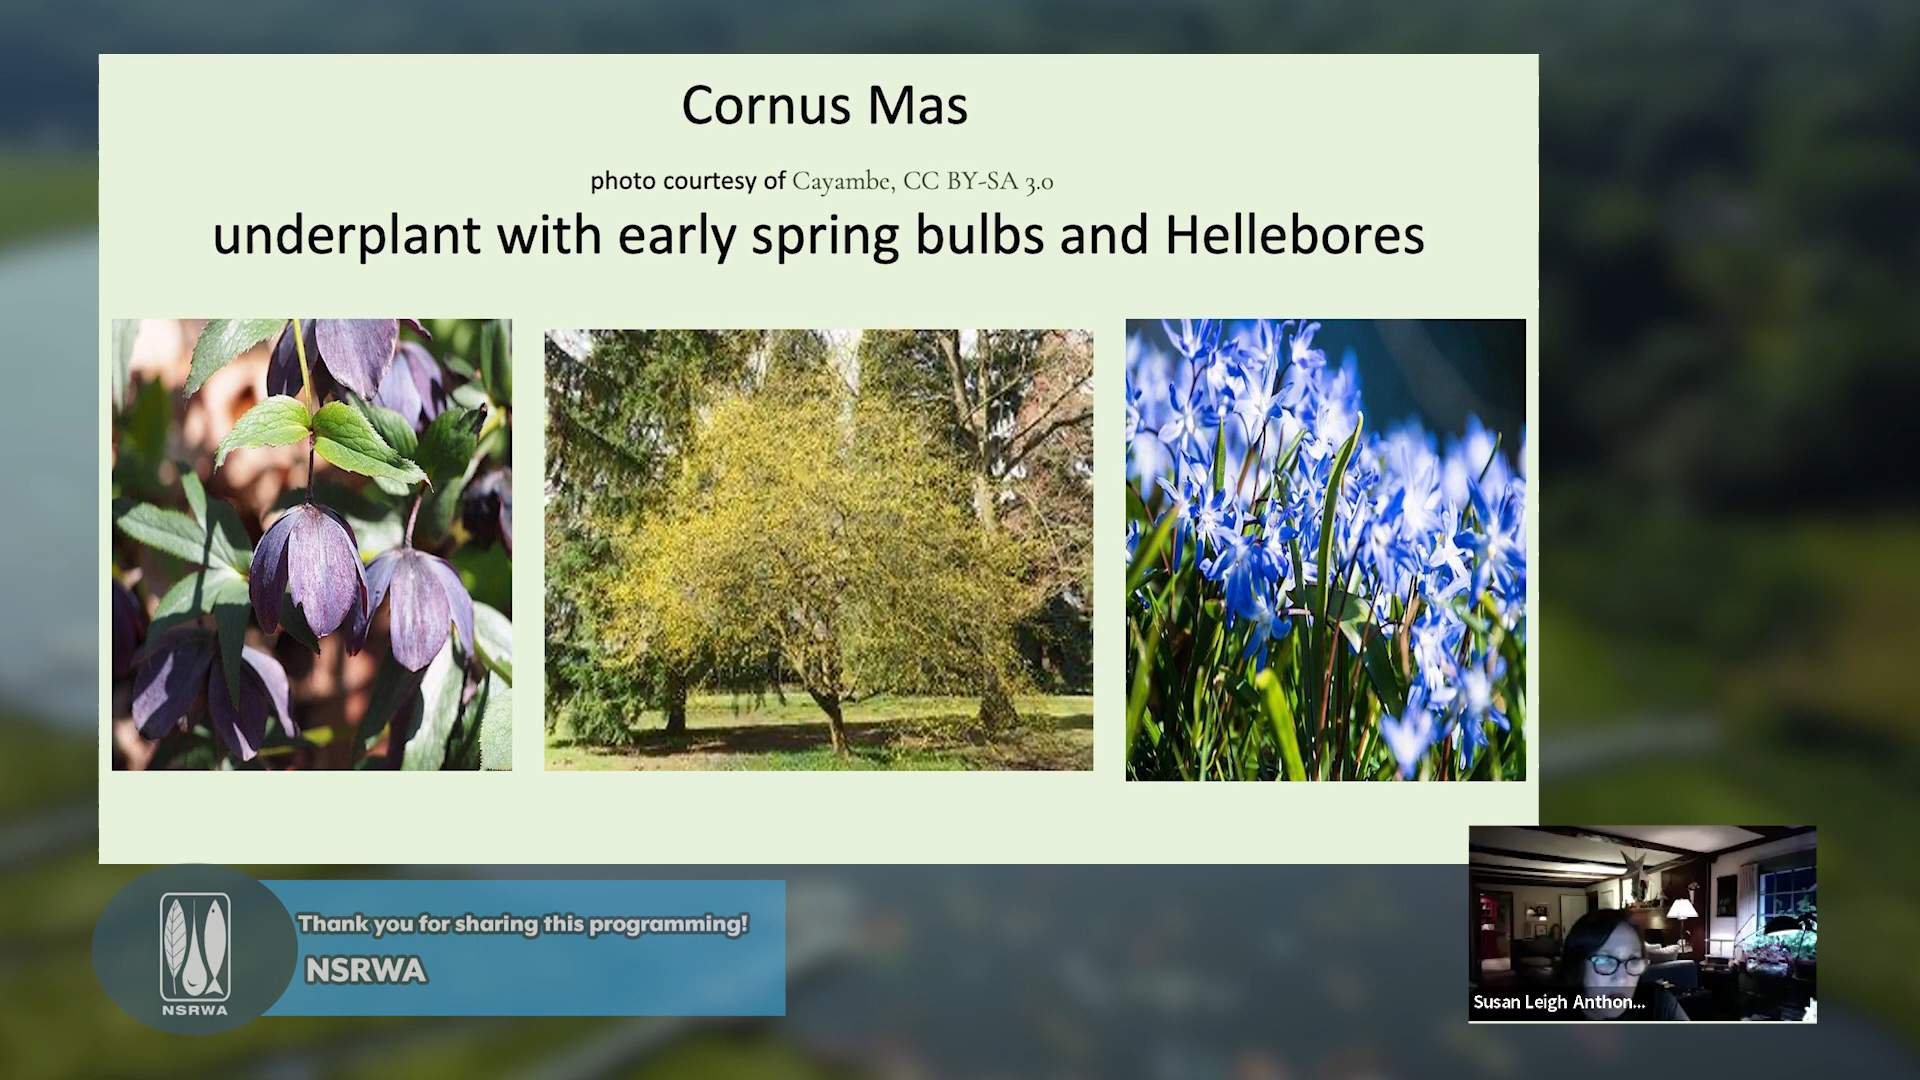 Cornus Mas
photo courtesy of Cayambe, CC BY-SA 3.0
underplant with early spring bulbs and Hellebores
Thank you for sharing this programming!
NSRWA
NSRWA
Susan Leigh Anthon...